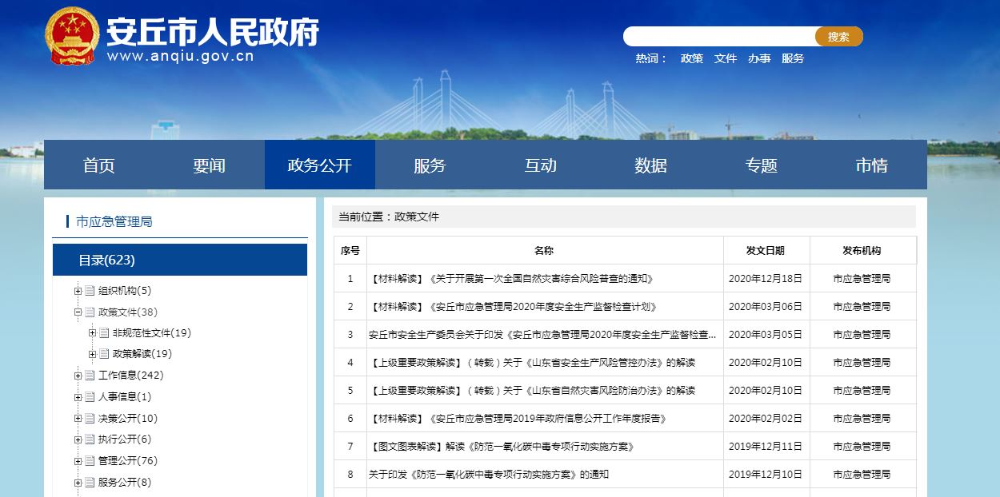 安丘市人民政府
www.anqiu.gov.cn
搜索
热词： 政策 文件 办事 服务
首页 要闻 政务公开 服务 互动 数据 专题 市情
市应急管理局
目录(623)
组织机构(5)
政策文件(38)
非规范性文件(19)
政策解读(19)
工作信息(242)
人事信息(1)
决策公开(10)
执行公开(6)
管理公开(76)
服务公开(8)
当前位置：政策文件
序号 名称 发文日期 发布机构
1 【材料解读】《关于开展第一次全国自然灾害综合风险普查的通知》 2020年12月18日 市应急管理局
2 【材料解读】《安丘市应急管理局2020年度安全生产监督检查计划》 2020年03月06日 市应急管理局
3 安丘市安全生产委员会关于印发《安丘市应急管理局2020年度安全生产监督检查... 2020年03月05日 市应急管理局
4 【上级重要政策解读】（转载）关于《山东省安全生产风险管控办法》的解读 2020年02月10日 市应急管理局
5 【上级重要政策解读】（转载）关于《山东省自然灾害风险防治办法》的解读 2020年02月10日 市应急管理局
6 【材料解读】《安丘市应急管理局2019年政府信息公开工作年度报告》 2020年02月02日 市应急管理局
7 【图文图表解读】解读《防范一氧化碳中毒专项行动实施方案》 2019年12月11日 市应急管理局
8 关于印发《防范一氧化碳中毒专项行动实施方案》的通知 2019年12月10日 市应急管理局